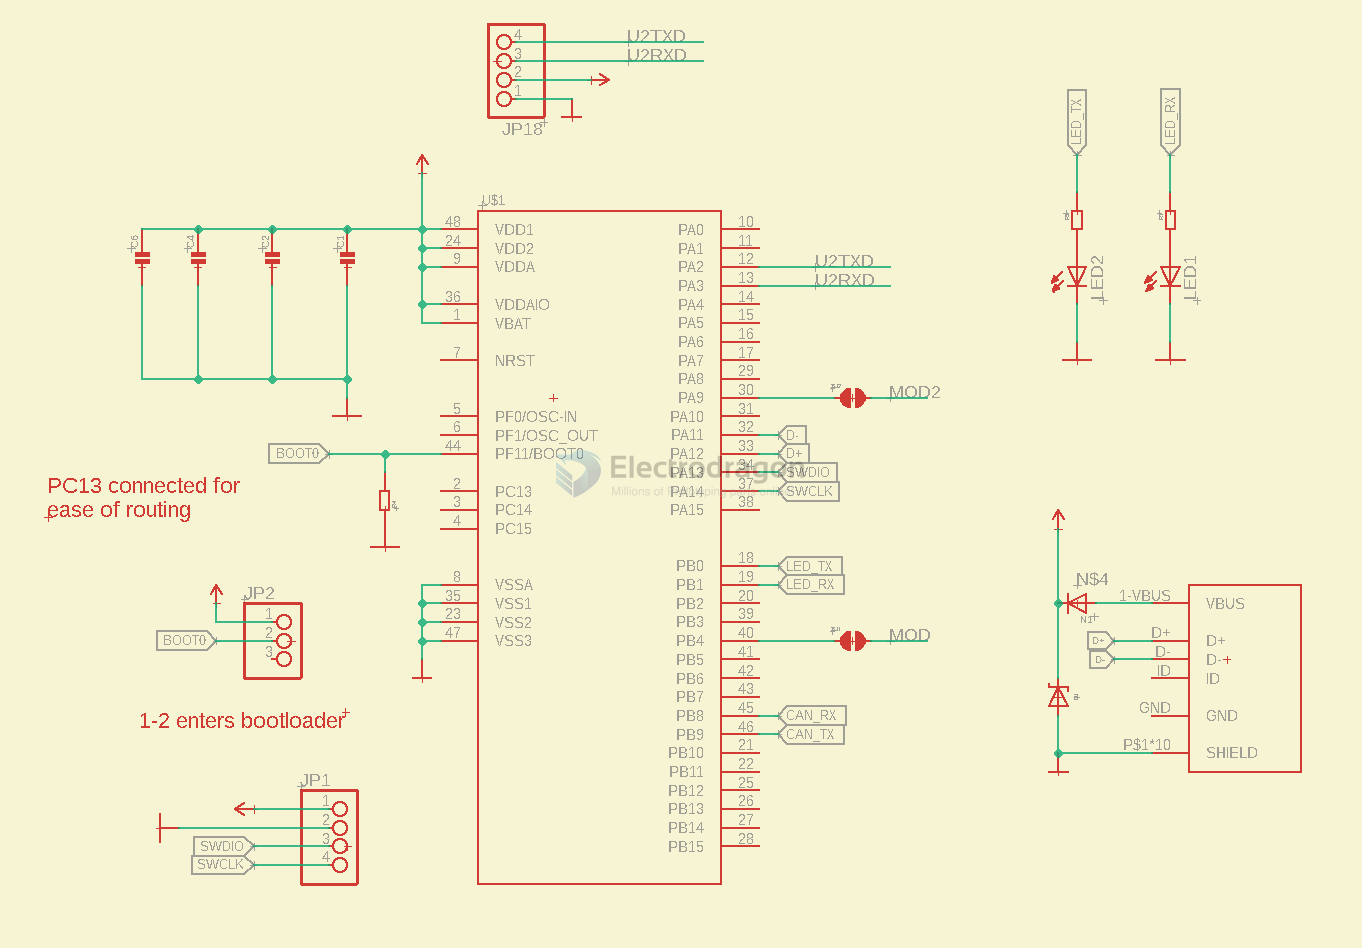 4 U2TXD
3 U2RXD
2
1
JP18
LED_TX
LED_RX
LED2
LED1
U$1
C6
C4
C2
C1
48 VDD1
24 VDD2
9 VDDA
36 VDDAIO
1 VBAT
7 NRST
5 PF0/OSC-IN
6 PF1/OSC_OUT
BOOT0
44 PF11/BOOT0
2 PC13
3 PC14
4 PC15
8 VSSA
35 VSS1
23 VSS2
47 VSS3
PA0 10
PA1 11
PA2 12 U2TXD
PA3 13 U2RXD
PA4 14
PA5 15
PA6 16
PA7 17
PA8 29
PA9 30 MOD2
PA10 31
PA11 32 D-
PA12 33 D+
PA13 34 SWDIO
PA14 37 SWCLK
PA15 38
PB0 18 LED_TX
PB1 19 LED_RX
PB2 20
PB3 39
PB4 40 MOD
PB5 41
PB6 42
PB7 43
PB8 45 CAN_RX
PB9 46 CAN_TX
PB10 21
PB11 22
PB12 25
PB13 26
PB14 27
PB15 28
Electrodragon
PC13 connected for
ease of routing
JP2
1
BOOT0 2
3
1-2 enters bootloader
JP1
1
2
SWDIO 3
SWCLK 4
N$4
1-VBUS VBUS
D+ D+ D+
D- D- D-
ID ID
GND GND
P$1*10 SHIELD